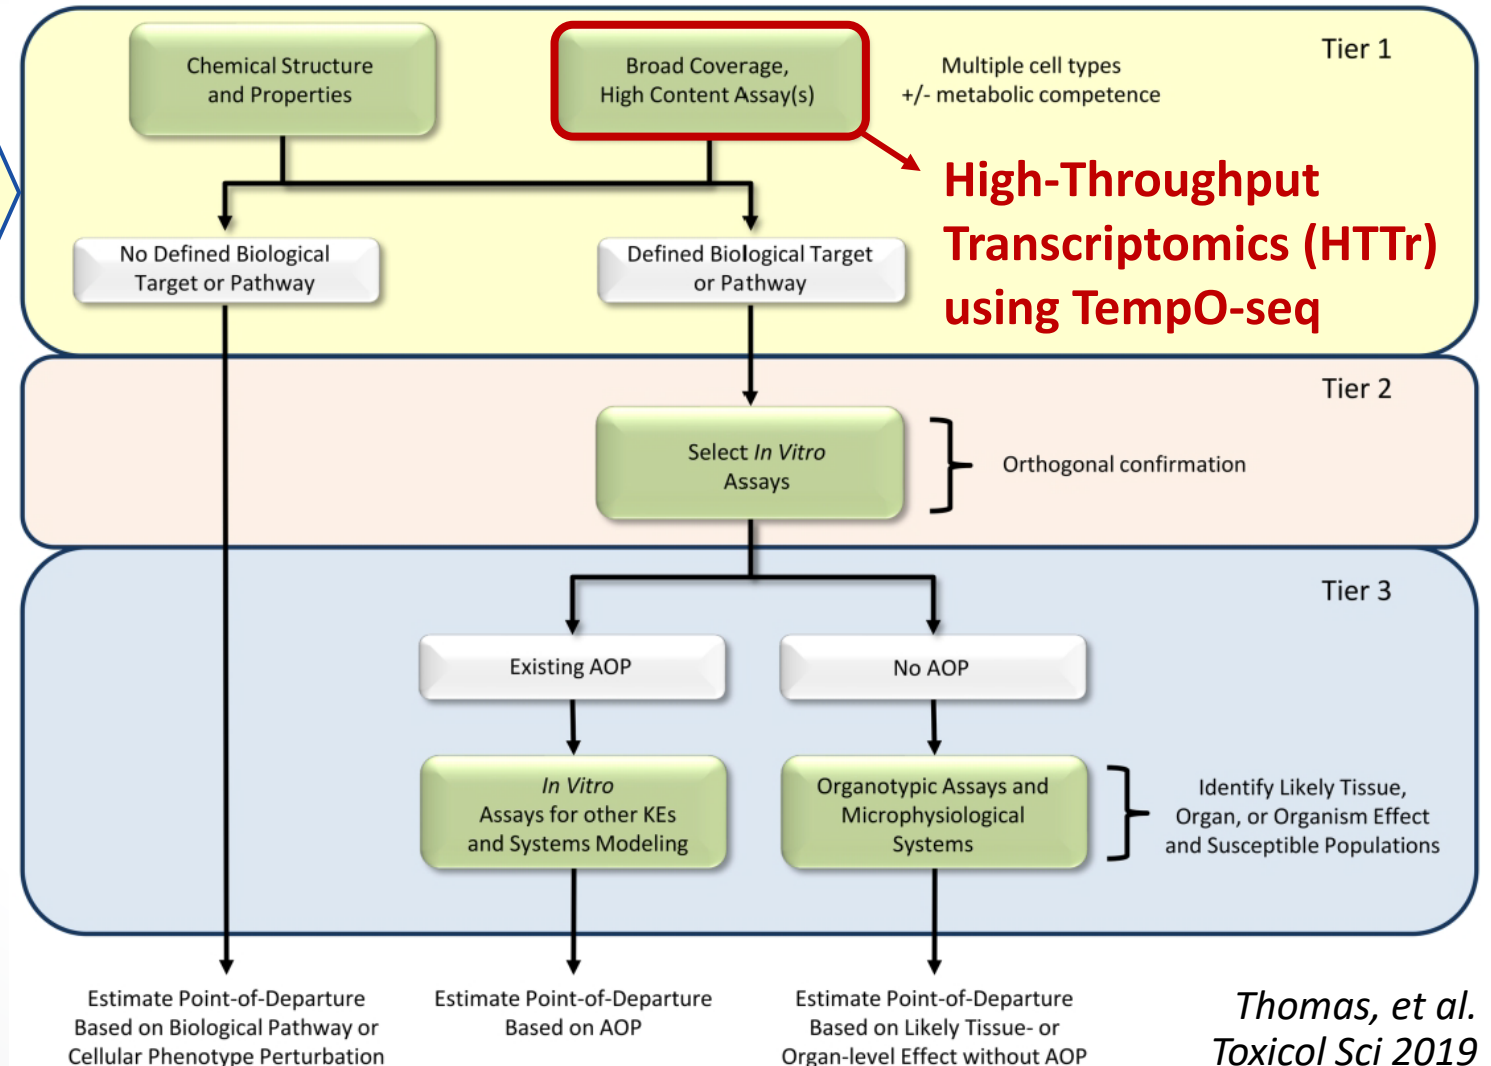 Tier 1
Chemical Structure
and Properties
Broad Coverage,
High Content Assay(s)
Multiple cell types
+/- metabolic competence
High-Throughput
Transcriptomics (HTTr)
using TempO-seq
No Defined Biological
Target or Pathway
Defined Biological Target
or Pathway
Tier 2
Select In Vitro
Assays
Orthogonal confirmation
Tier 3
Existing AOP
No AOP
In Vitro
Assays for other KEs
and Systems Modeling
Organotypic Assays and
Microphysiological
Systems
Identify Likely Tissue,
Organ, or Organism Effect
and Susceptible Populations
Estimate Point-of-Departure
Based on Biological Pathway or
Cellular Phenotype Perturbation
Estimate Point-of-Departure
Based on AOP
Estimate Point-of-Departure
Based on Likely Tissue- or
Organ-level Effect without AOP
Thomas, et al.
Toxicol Sci 2019